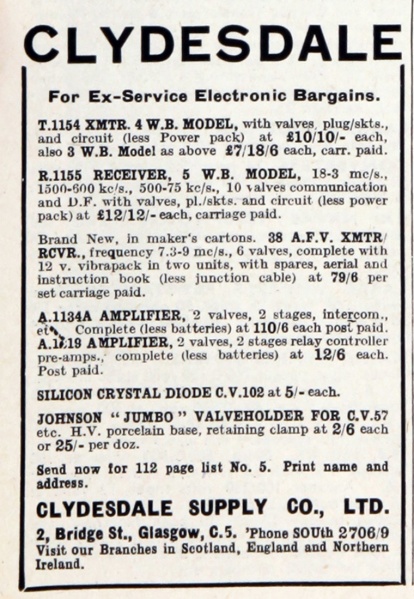 CLYDESDALE
For Ex-Service Electronic Bargains.
T.1154 XMTR. 4 W.B. MODEL, with valves, plug/skts.,
and circuit (less Power pack) at £10/10/- each,
also 3 W.B. Model as above £7/18/6 each, carr. paid.
R.1155 RECEIVER, 5 W.B. MODEL, 18-3 mc/s.,
1500-600 kc/s., 500-75 kc/s., 10 valves communication
and D.F. with valves, pl./skts. and circuit (less power
pack) at £12/12/- each, carriage paid.
Brand New, in maker's cartons. 38 A.F.V. XMTR/
RCVR., frequency 7.3-9 mc/s., 6 valves, complete with
12 v. vibrapack in two units, with spares, aerial and
instruction book (less junction cable) at 79/6 per
set carriage paid.
A.1134A AMPLIFIER, 2 valves, 2 stages, intercom.,
Complete (less batteries) at 110/6 each post paid.
AMPLIFIER, 2 valves, 2 stages relay controller
pre-amps., complete (less batteries) at 12/6 each.
Post paid.
SILICON CRYSTAL DIODE C.V.102 at 5/- each.
JOHNSON "JUMBO" VALVEHOLDER FOR C.V.57
etc. H.V. porcelain base, retaining clamp at 2/6 each
or 25/- per doz.
Send now for 112 page list No. 5. Print name and
address.
CLYDESDALE SUPPLY CO., LTD.
2, Bridge St., Glasgow, C.5. 'Phone SOUth 2706/9
Visit our Branches in Scotland, England and Northern
Ireland.